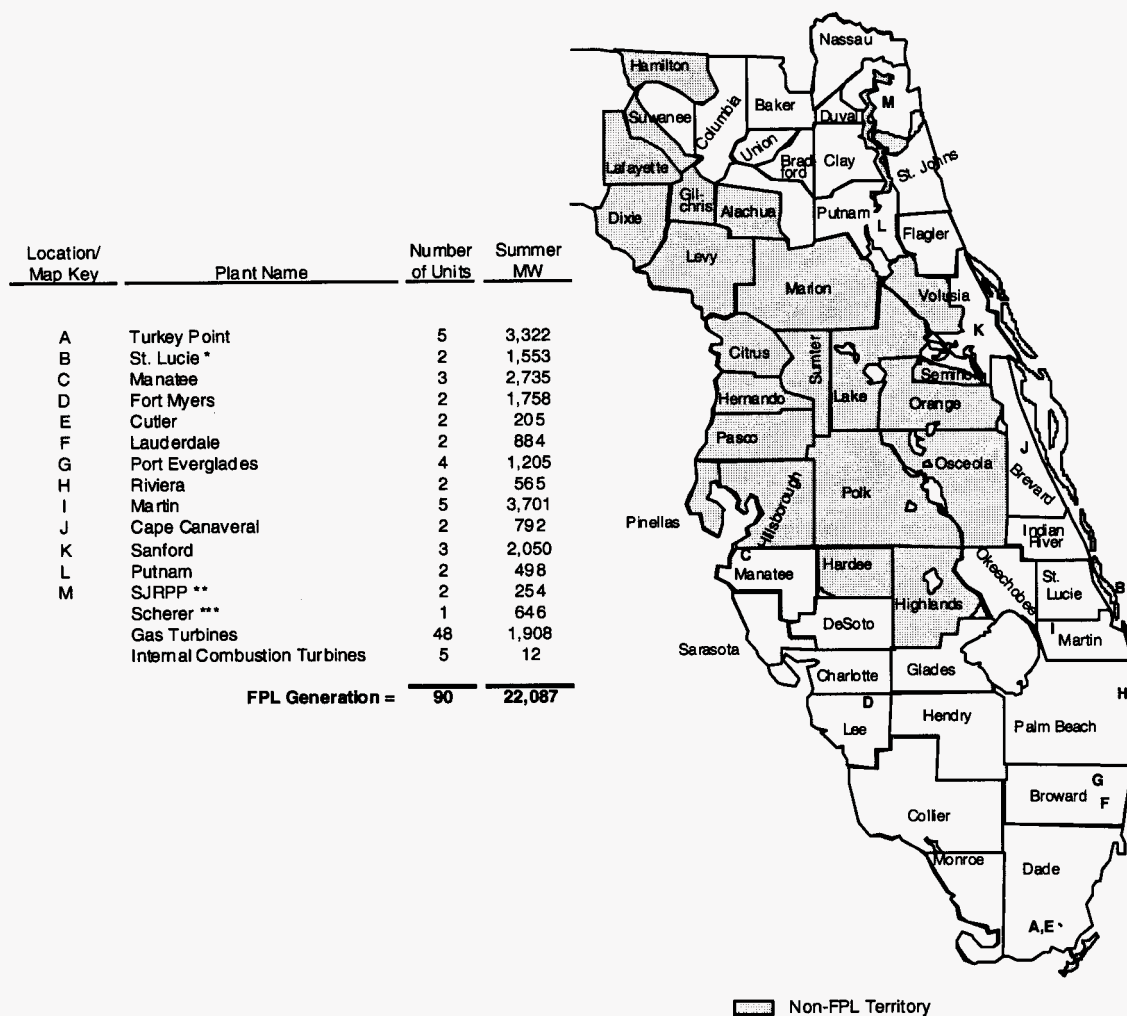 Location/ Map Key Plant Name Number of Units Summer MW
A Turkey Point 5 3,322
B St. Lucie * 2 1,553
C Manatee 3 2,735
D Fort Myers 2 1,758
E Cutler 2 205
F Lauderdale 2 884
G Port Everglades 4 1,205
H Riviera 2 565
I Martin 5 3,701
J Cape Canaveral 2 792
K Sanford 3 2,050
L Putnam 2 498
M SJRPP ** 2 254
Scherer *** 1 646
Gas Turbines 48 1,908
Internal Combustion Turbines 5 12
FPL Generation = 90 22,087
Nassau
Hamilton
M
Baker
Columbia
Suwanee
Duval
Union
Brad
ford
Clay
Lafayette
St. Johns
Gil-
chris
Alachua
Putnam
L
Dixie
Flagler
Levy
Marion
Volusia
K
Citrus
Sumter
Seminol
Lake
Hernando
Orange
Pasco
J
Osceola
Brevard
Polk
Hillsborough
Pinellas
Indian
River
C
Manatee
Hardee
Okeechobee
St.
Lucie
B
Highlands
DeSoto
I
Martin
Sarasota
Charlotte
Glades
D
H
Lee
Hendry
Palm Beach
G
Broward
F
Collier
Monroe
Dade
A,E
Non-FPL Territory